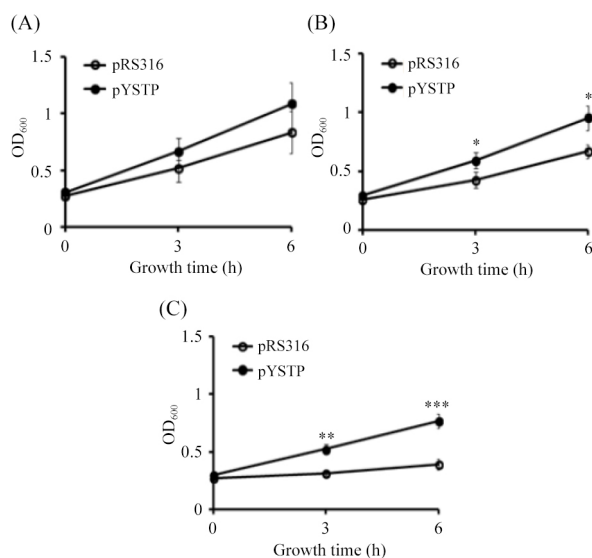 (A)
pRS316
pYSTP
1.5
1
0.5
0
OD600
0 3 6
Growth time (h)
(B)
pRS316
pYSTP
* *
1.5
1
0.5
0
OD600
0 3 6
Growth time (h)
(C)
pRS316
pYSTP
** ***
1.5
1
0.5
0
OD600
0 3 6
Growth time (h)